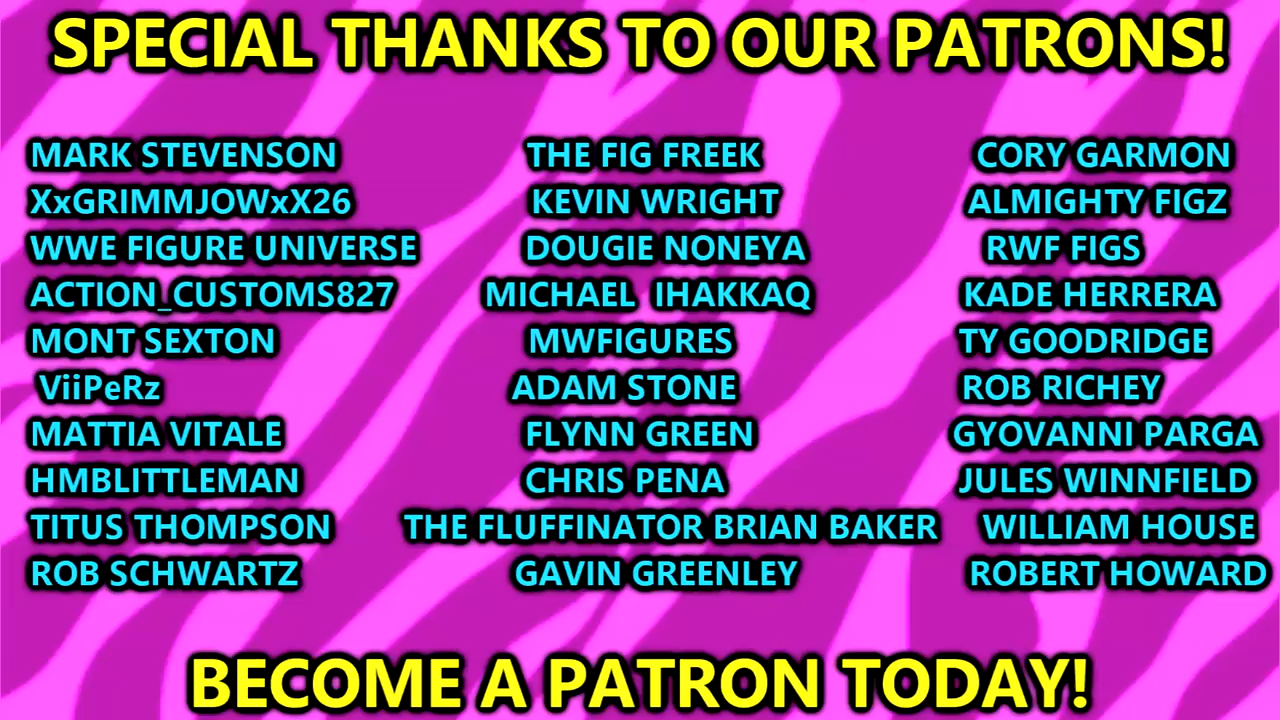 SPECIAL THANKS TO OUR PATRONS!
MARK STEVENSON THE FIG FREEK CORY GARMON
XxGRIMMJOWxX26 KEVIN WRIGHT ALMIGHTY FIGZ
WWE FIGURE UNIVERSE DOUGIE NONEYA RWF FIGS
ACTION_CUSTOMS827 MICHAEL IHAKKAQ KADE HERRERA
MONT SEXTON MWFIGURES TY GOODRIDGE
ViiPeRz ADAM STONE ROB RICHEY
MATTIA VITALE FLYNN GREEN GYOVANNI PARGA
HMBLITTLEMAN CHRIS PENA JULES WINNFIELD
TITUS THOMPSON THE FLUFFINATOR BRIAN BAKER WILLIAM HOUSE
ROB SCHWARTZ GAVIN GREENLEY ROBERT HOWARD
BECOME A PATRON TODAY!